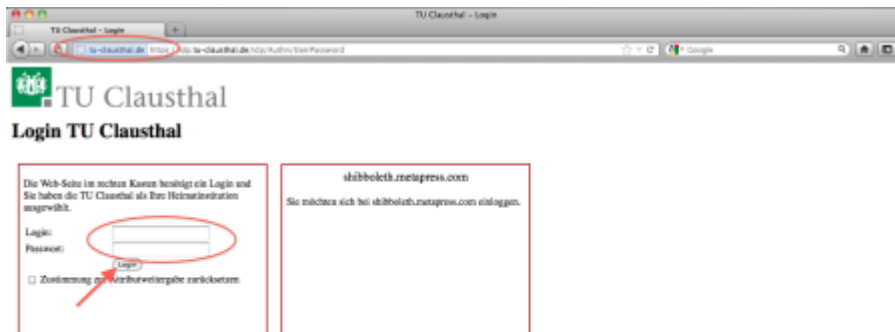 TU Clausthal – Login
TU Clausthal – Login
tu-clausthal.de
Google
TU Clausthal
Login TU Clausthal
Die Web-Seite im rechten Kasten benötigt ein Login und
Sie haben die TU Clausthal als Ihre Heimatinstitution
ausgewählt.
Login:
Passwort:
Login
Zustimmung zur Attributweitergabe zurücksetzen
shibboleth.metapress.com
Sie möchten sich bei shibboleth.metapress.com einloggen.